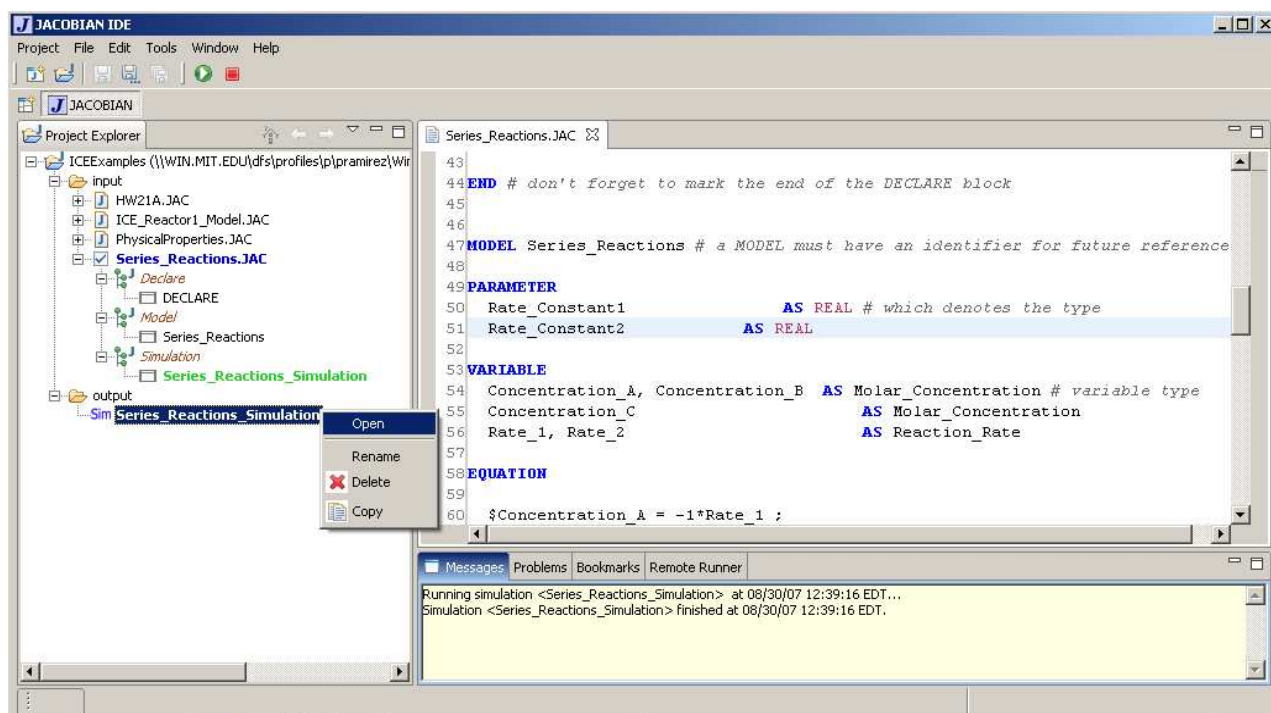 JACOBIAN IDE
Project File Edit Tools Window Help
JACOBIAN
Project Explorer
ICEExamples (\\WIN.MIT.EDU\dfs\profiles\p\pramirez\Wir
input
HW21A.JAC
ICE_Reactor1_Model.JAC
PhysicalProperties.JAC
Series_Reactions.JAC
Declare
DECLARE
Model
Series_Reactions
Simulation
Series_Reactions_Simulation
output
Sim Series_Reactions_Simulation
Open
Rename
Delete
Copy
Series_Reactions.JAC
43
44 END # don't forget to mark the end of the DECLARE block
45
46
47 MODEL Series_Reactions # a MODEL must have an identifier for future reference
48
49 PARAMETER
50 Rate_Constant1 AS REAL # which denotes the type
51 Rate_Constant2 AS REAL
52
53 VARIABLE
54 Concentration_A, Concentration_B AS Molar_Concentration # variable type
55 Concentration_C AS Molar_Concentration
56 Rate_1, Rate_2 AS Reaction_Rate
57
58 EQUATION
59
60 $Concentration_A = -1*Rate_1 ;
Messages Problems Bookmarks Remote Runner
Running simulation <Series_Reactions_Simulation> at 08/30/07 12:39:16 EDT...
Simulation <Series_Reactions_Simulation> finished at 08/30/07 12:39:16 EDT.